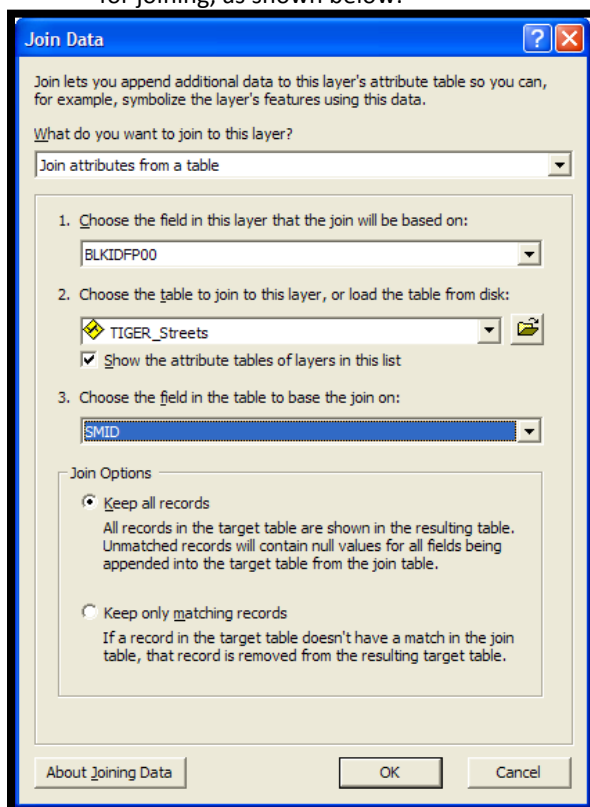 for joining, as shown below:
Join Data
Join lets you append additional data to this layer's attribute table so you can,
for example, symbolize the layer's features using this data.
What do you want to join to this layer?
Join attributes from a table
1. Choose the field in this layer that the join will be based on:
BLKIDFP00
2. Choose the table to join to this layer, or load the table from disk:
TIGER_Streets
Show the attribute tables of layers in this list
3. Choose the field in the table to base the join on:
SMID
Join Options
Keep all records
All records in the target table are shown in the resulting table.
Unmatched records will contain null values for all fields being
appended into the target table from the join table.
Keep only matching records
If a record in the target table doesn't have a match in the join
table, that record is removed from the resulting target table.
About Joining Data
OK
Cancel